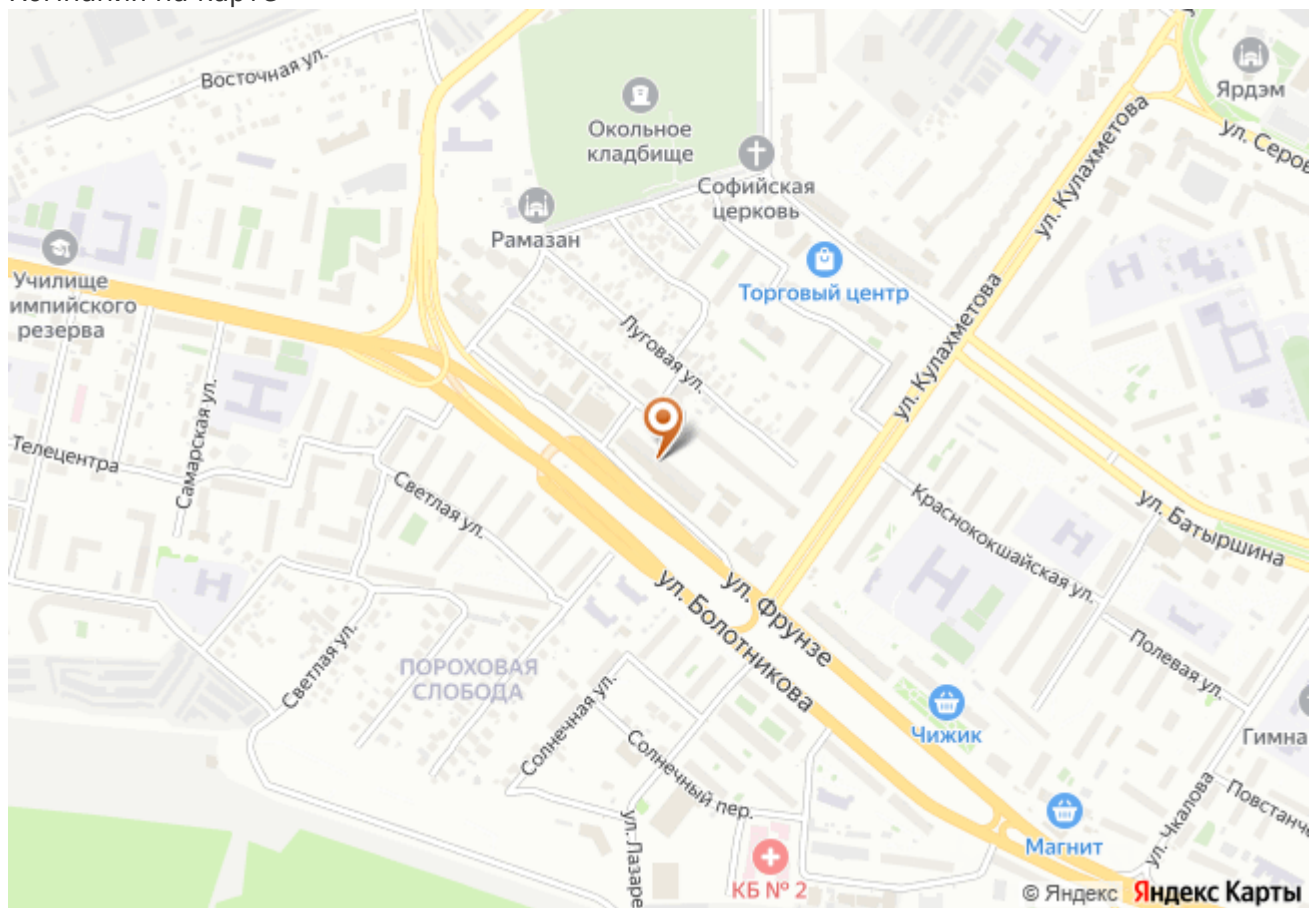 Восточная ул.
Ярдэм
Окольное
кладбище
ул. Кулахметова
ул. Серов
Софийская
церковь
Рамазан
Училище
импийского
резерва
Торговый центр
ул. Кулахметова
Луговая ул.
ул. Кулахметова
Самарская ул.
Телецентра
Светлая ул.
Краснококшайская ул.
ул. Батыршина
ул. Фрунзе
ул. Болотникова
ПОРОХОВАЯ
СЛОБОДА
Светлая ул.
Полевая ул.
Солнечная ул.
Чижик
Гимна
Солнечный пер.
ул. Чкалова
Повстанче
ул. Лазаре
Магнит
КБ № 2
© Яндекс Яндекс Карты